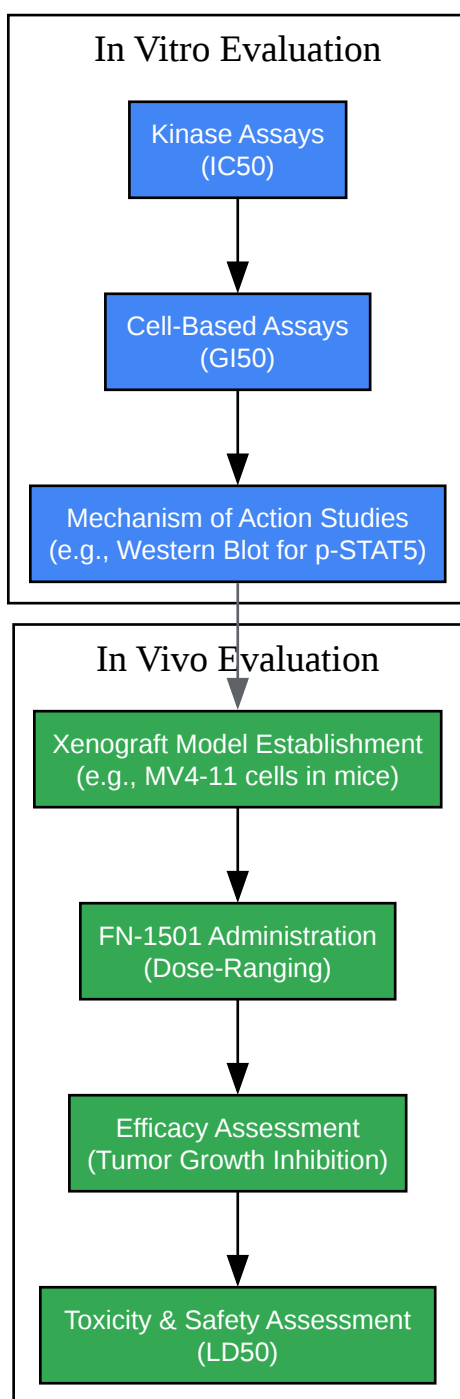 In Vitro Evaluation
Kinase Assays
(IC50)
Cell-Based Assays
(GI50)
Mechanism of Action Studies
(e.g., Western Blot for p-STAT5)
In Vivo Evaluation
Xenograft Model Establishment
(e.g., MV4-11 cells in mice)
FN-1501 Administration
(Dose-Ranging)
Efficacy Assessment
(Tumor Growth Inhibition)
Toxicity & Safety Assessment
(LD50)